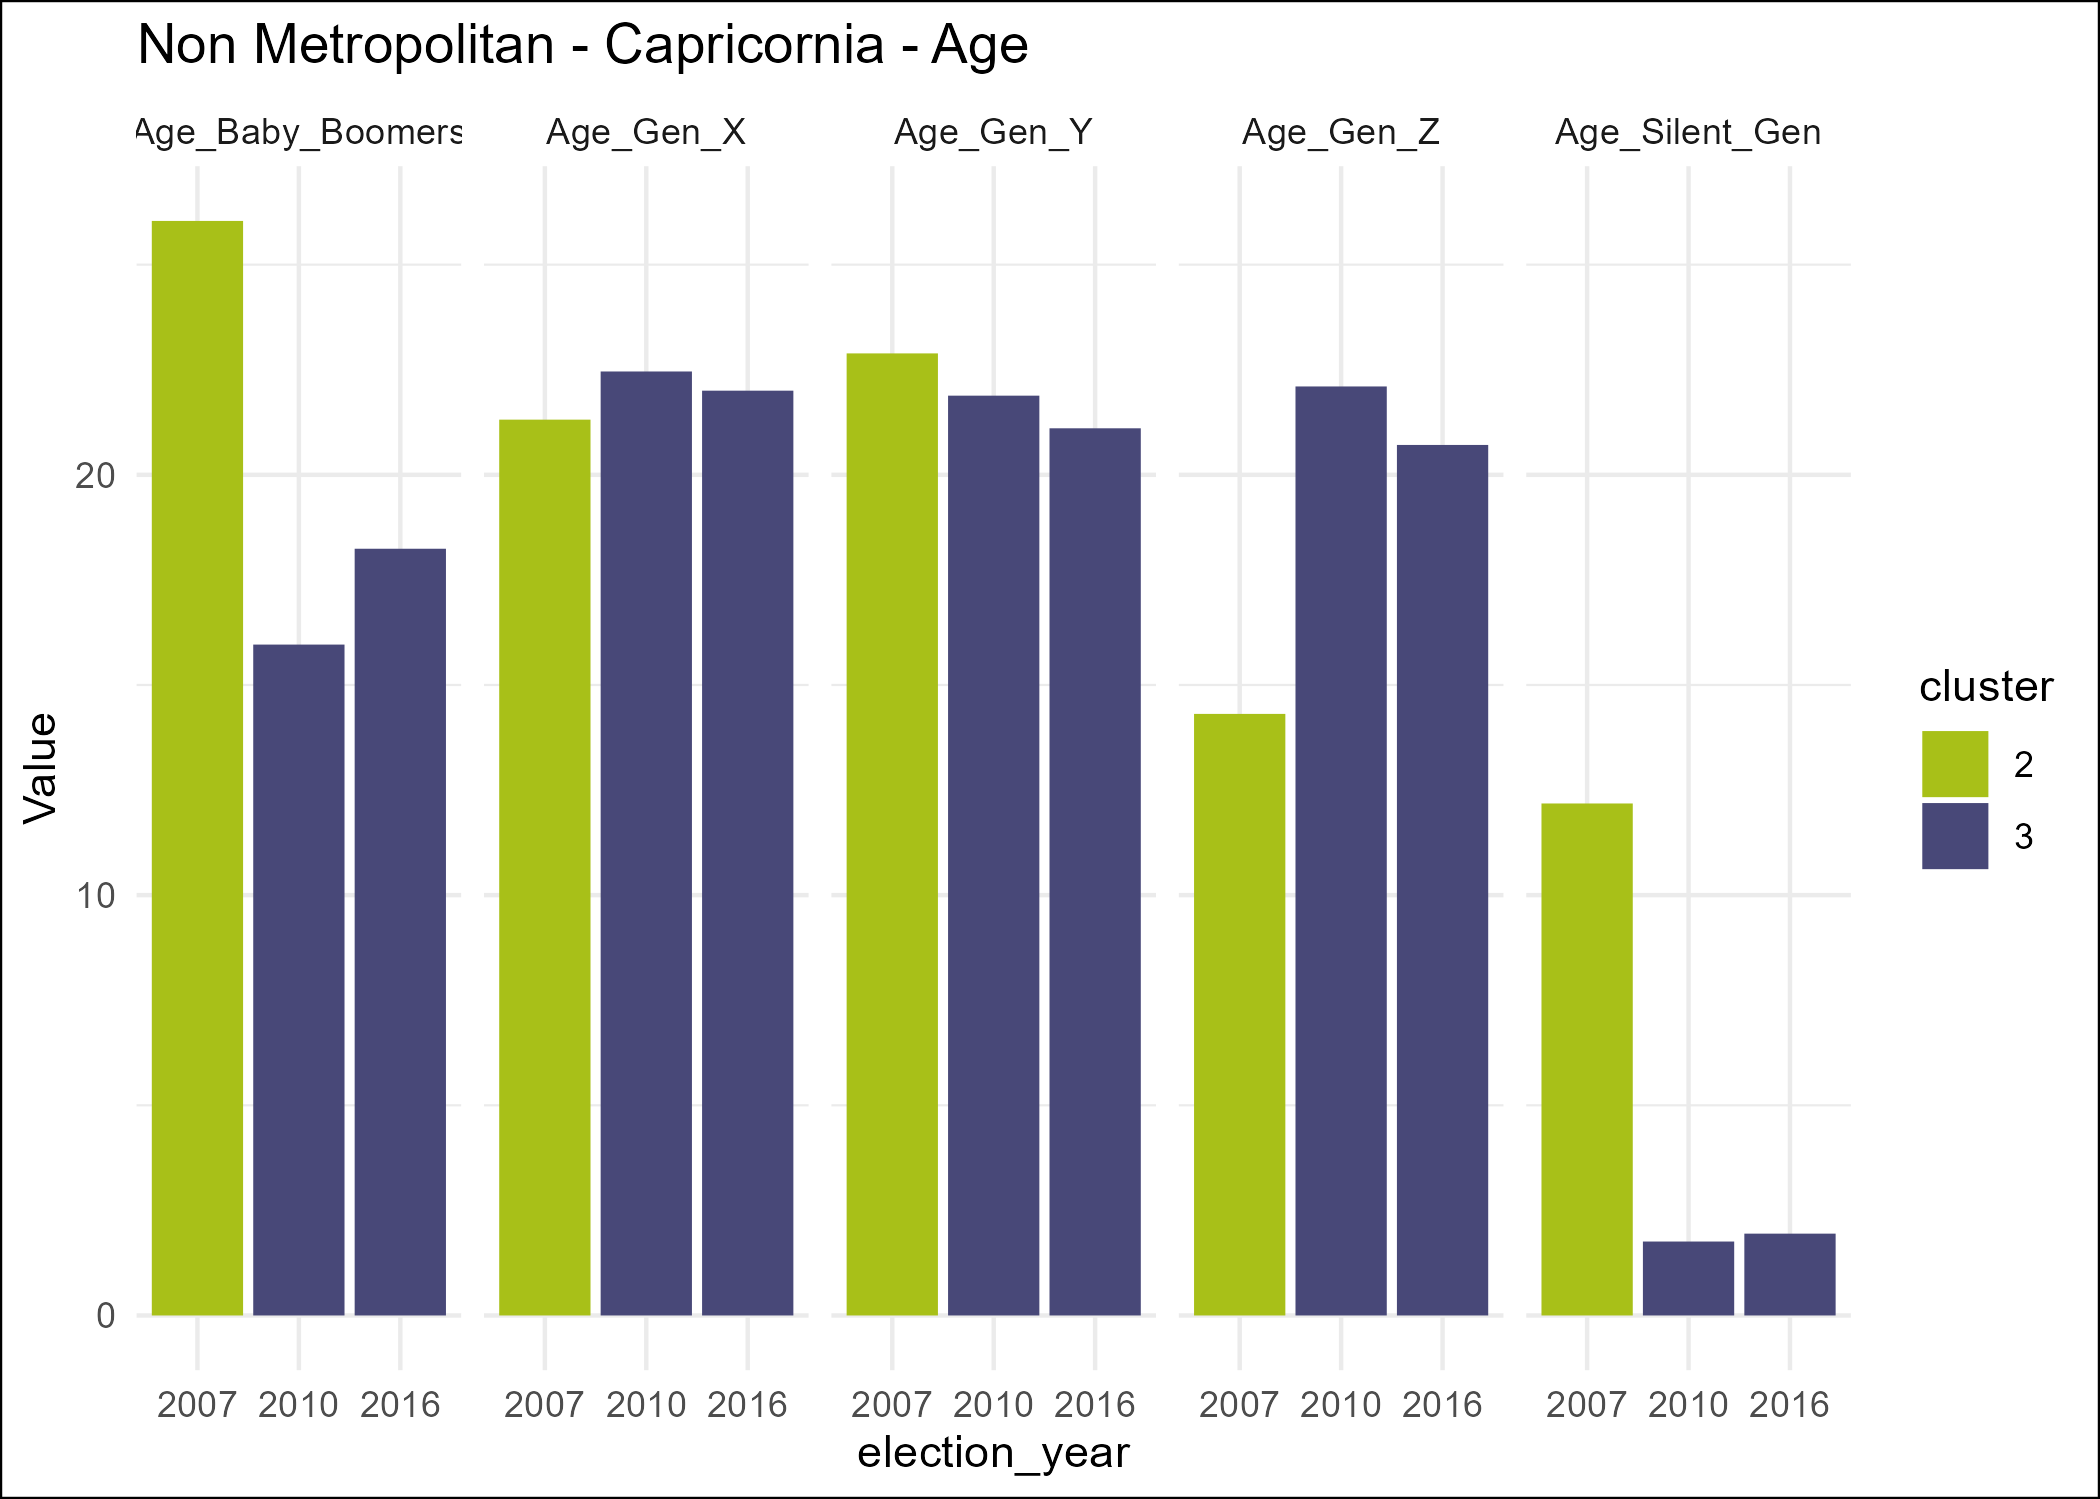 Non Metropolitan - Capricornia - Age
Age_Baby_Boomers
Age_Gen_X
Age_Gen_Y
Age_Gen_Z
Age_Silent_Gen
20
10
0
Value
2007 2010 2016
2007 2010 2016
2007 2010 2016
2007 2010 2016
2007 2010 2016
election_year
cluster
2
3